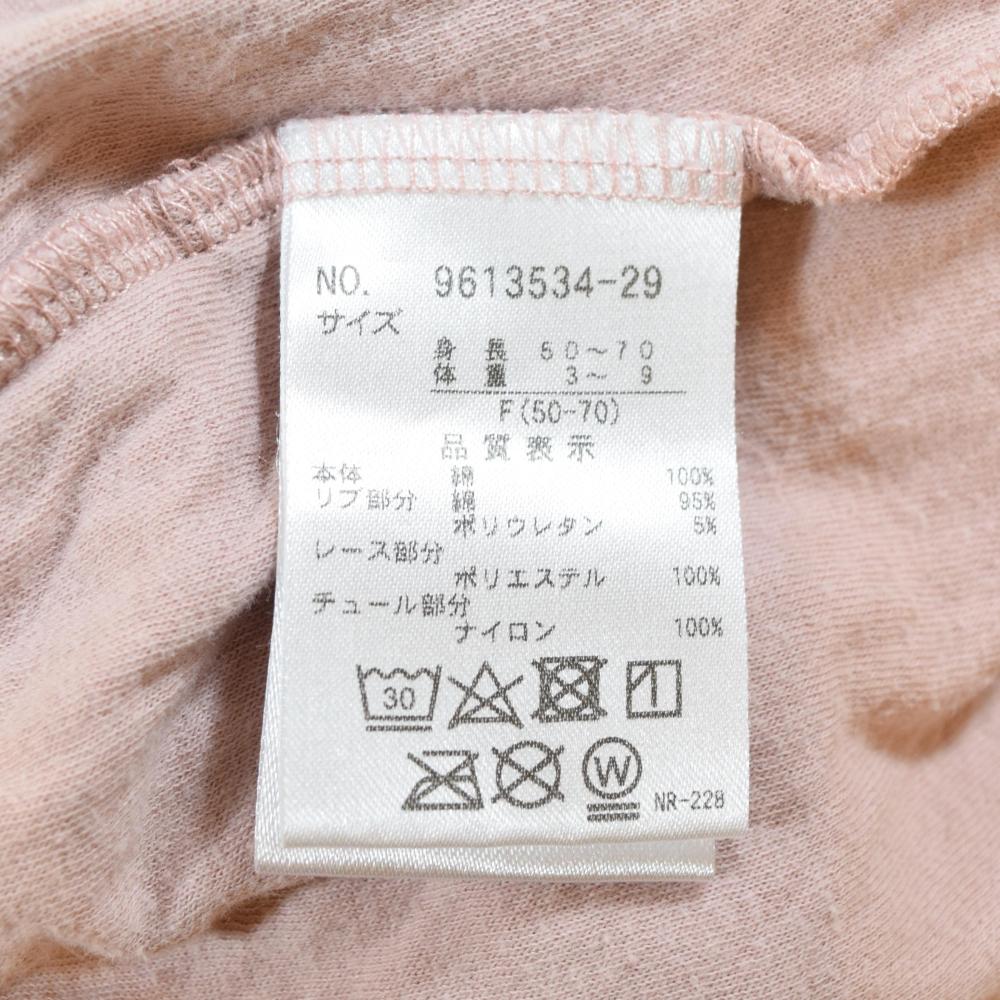 NO. 9613534-29
サイズ
身長 50～70
体重 3～ 9
F(50-70)
品質表示
本体 綿 100%
リブ部分 綿 95%
ポリウレタン 5%
レース部分
ポリエステル 100%
チュール部分
ナイロン 100%
30
W
NR-228